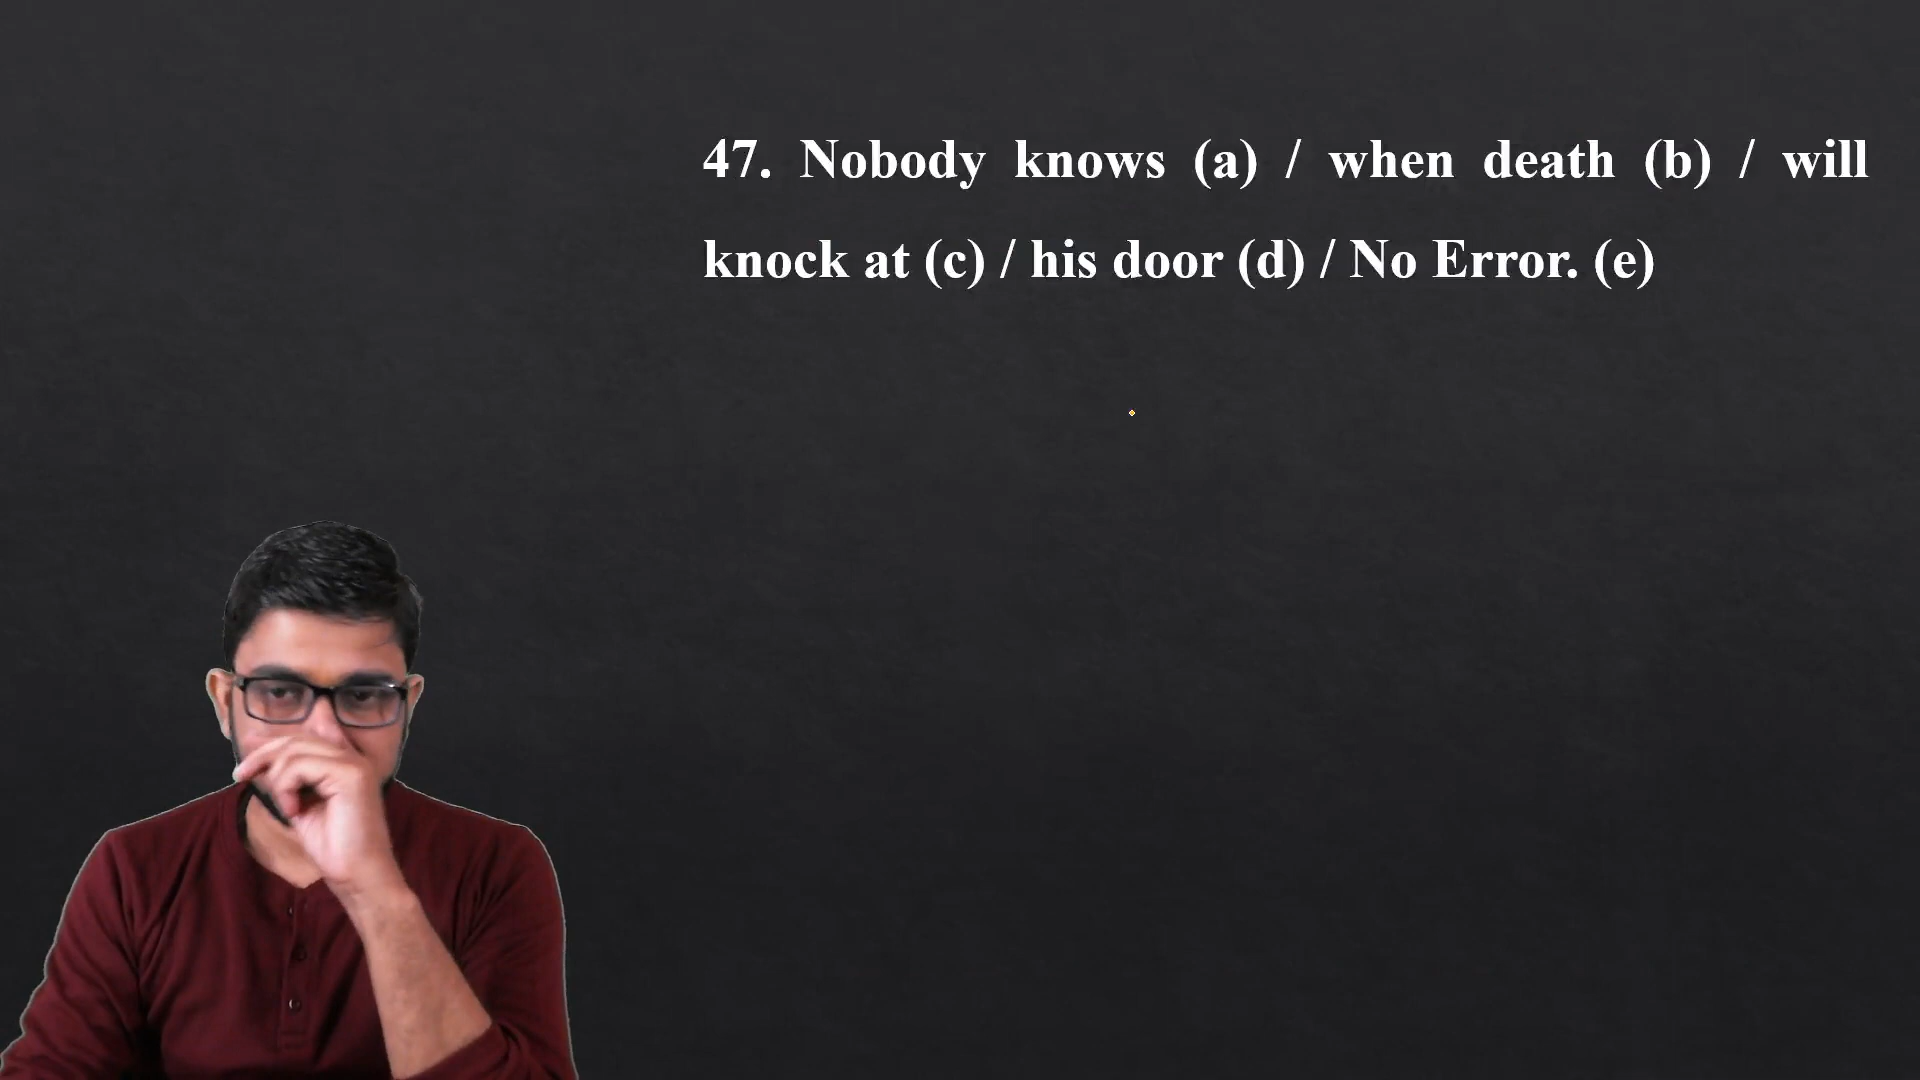 47. Nobody knows (a) / when death (b) / will
knock at (c) / his door (d) / No Error. (e)